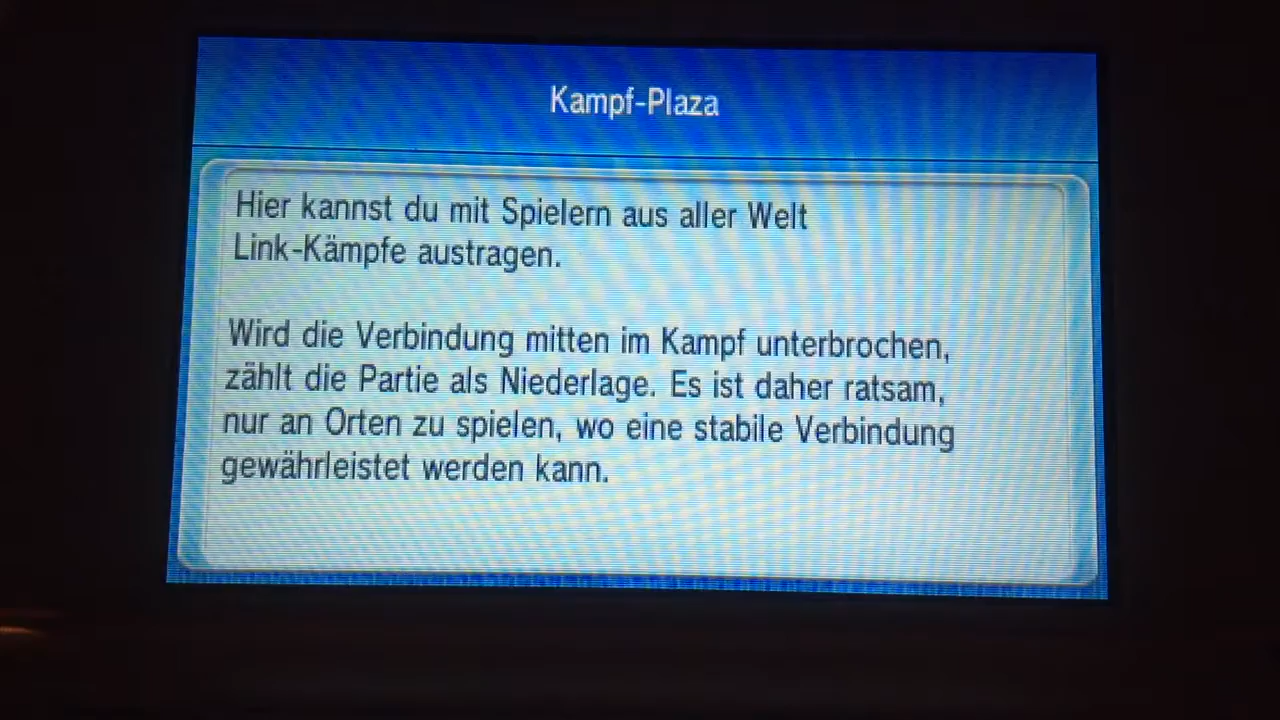 Kampf-Plaza
Hier kannst du mit Spielern aus aller Welt
Link-Kämpfe austragen.
Wird die Verbindung mitten im Kampf unterbrochen,
zählt die Partie als Niederlage. Es ist daher ratsam,
nur an Orten zu spielen, wo eine stabile Verbindung
gewährleistet werden kann.